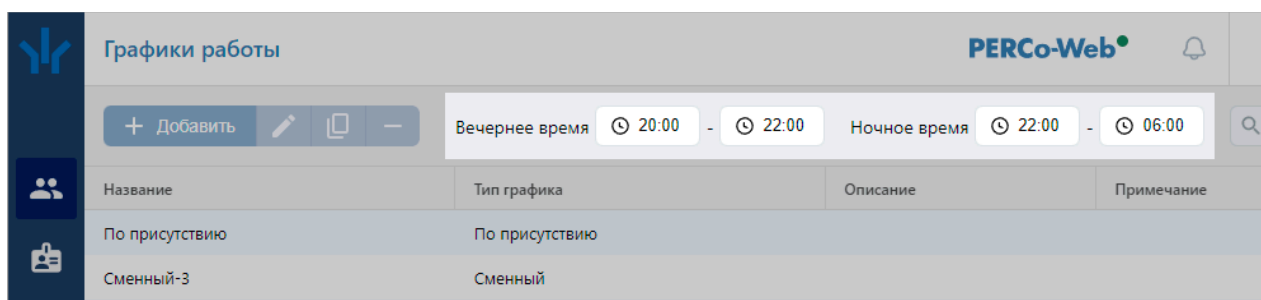 Графики работы PERCo-Web
Добавить Вечернее время 20:00 - 22:00 Ночное время 22:00 - 06:00
Название Тип графика Описание Примечание
По присутствию По присутствию
Сменный-3 Сменный